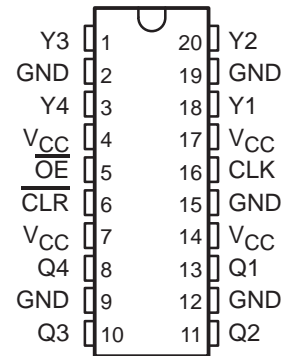 Y3 1 20 Y2
GND 2 19 GND
Y4 3 18 Y1
VCC 4 17 VCC
OE 5 16 CLK
CLR 6 15 GND
VCC 7 14 VCC
Q4 8 13 Q1
GND 9 12 GND
Q3 10 11 Q2